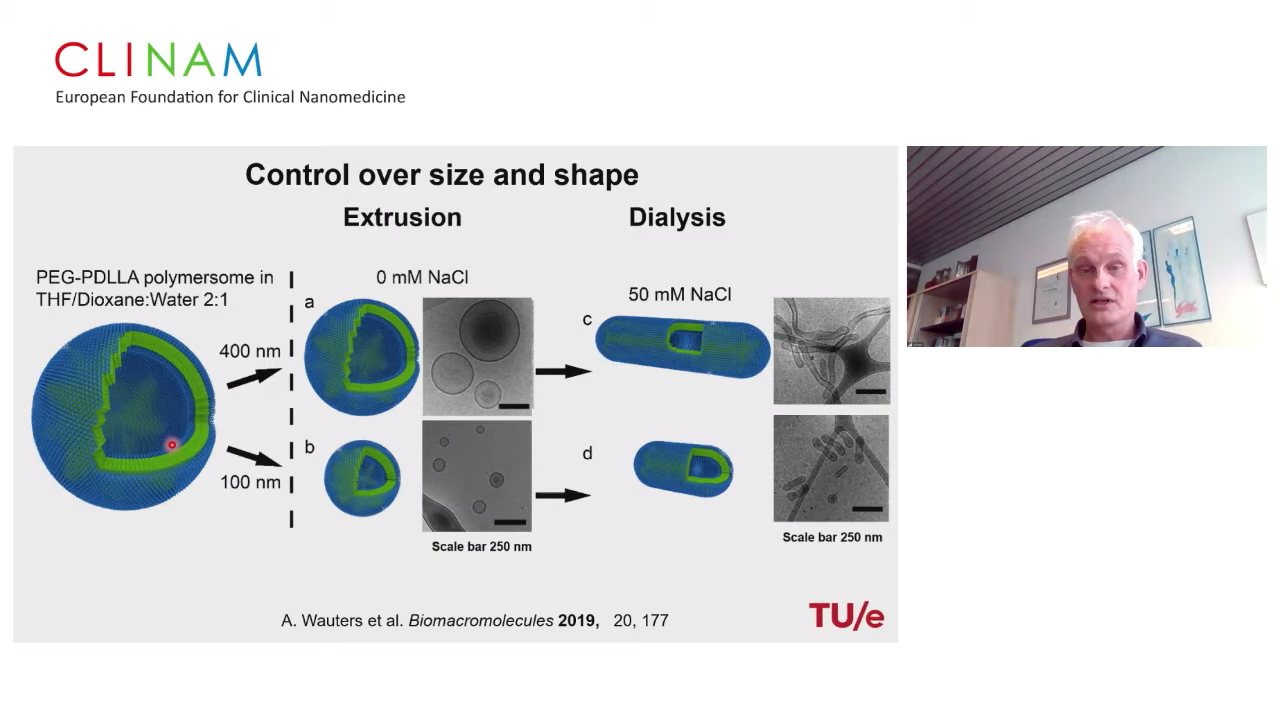 CLINAM
European Foundation for Clinical Nanomedicine
Control over size and shape
Extrusion
Dialysis
PEG-PDLLA polymersome in
THF/Dioxane:Water 2:1
0 mM NaCl
50 mM NaCl
a
c
400 nm
b
d
100 nm
Scale bar 250 nm
Scale bar 250 nm
A. Wauters et al. Biomacromolecules 2019, 20, 177
TU/e